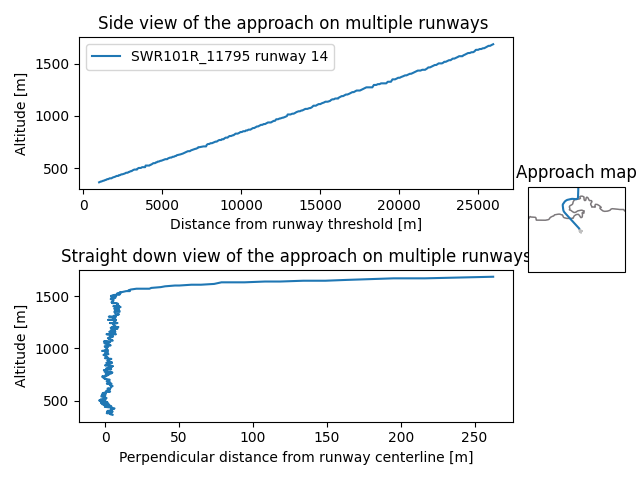 Side view of the approach on multiple runways
SWR101R_11795 runway 14
Altitude [m]
1500
1000
500
0
5000
10000
15000
20000
25000
Distance from runway threshold [m]
Approach map
Straight down view of the approach on multiple runways
Altitude [m]
1500
1000
500
0
50
100
150
200
250
Perpendicular distance from runway centerline [m]